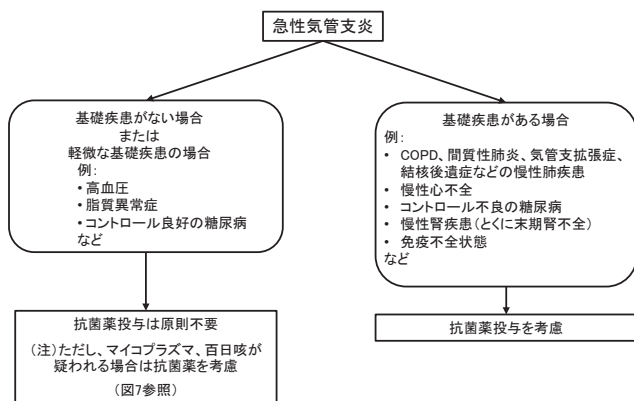 急性気管支炎
基礎疾患がない場合
または
軽微な基礎疾患の場合
例:
・高血圧
・脂質異常症
・コントロール良好の糖尿病
など
抗菌薬投与は原則不要
(注)ただし、マイコプラズマ、百日咳が
疑われる場合は抗菌薬を考慮
(図7参照)
基礎疾患がある場合
例:
• COPD、間質性肺炎、気管支拡張症、
結核後遺症などの慢性肺疾患
• 慢性心不全
• コントロール不良の糖尿病
• 慢性腎疾患(とくに末期腎不全)
• 免疫不全状態
など
抗菌薬投与を考慮